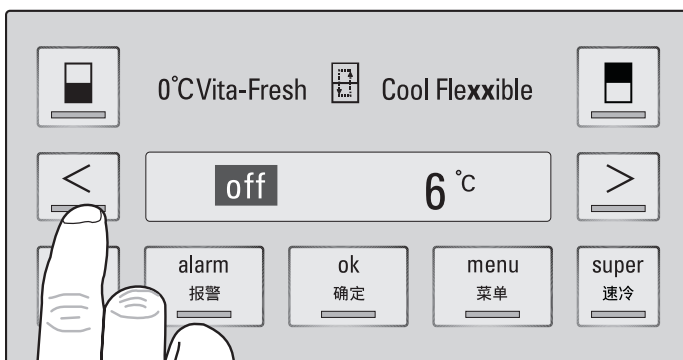 0°C Vita-Fresh Cool Flexxible
< off 6 °C >
alarm ok menu super
报警 确定 菜单 速冷